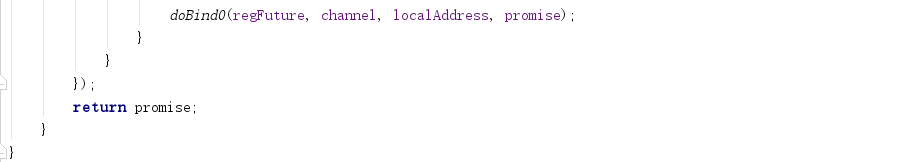 doBind0(regFuture, channel, localAddress, promise);
}
}
});
return promise;
}
}